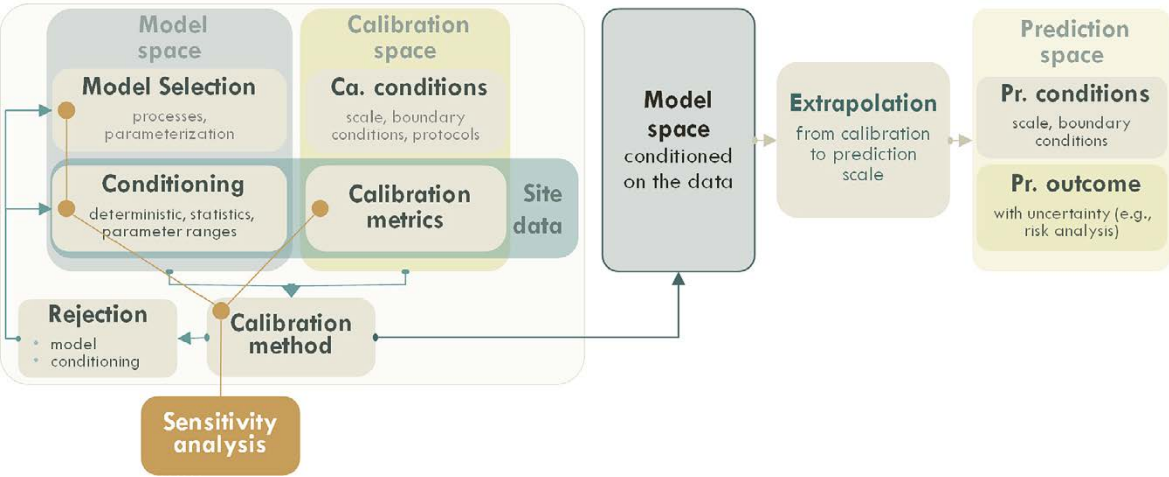 Model
space
Model Selection
processes,
parameterization
Calibration
space
Ca. conditions
scale, boundary
conditions, protocols
Conditioning
deterministic, statistics,
parameter ranges
Calibration
metrics
Site
data
Rejection
• model
• conditioning
Calibration
method
Sensitivity
analysis
Model
space
conditioned
on the data
Extrapolation
from calibration
to prediction
scale
Prediction
space
Pr. conditions
scale, boundary
conditions
Pr. outcome
with uncertainty (e.g.,
risk analysis)